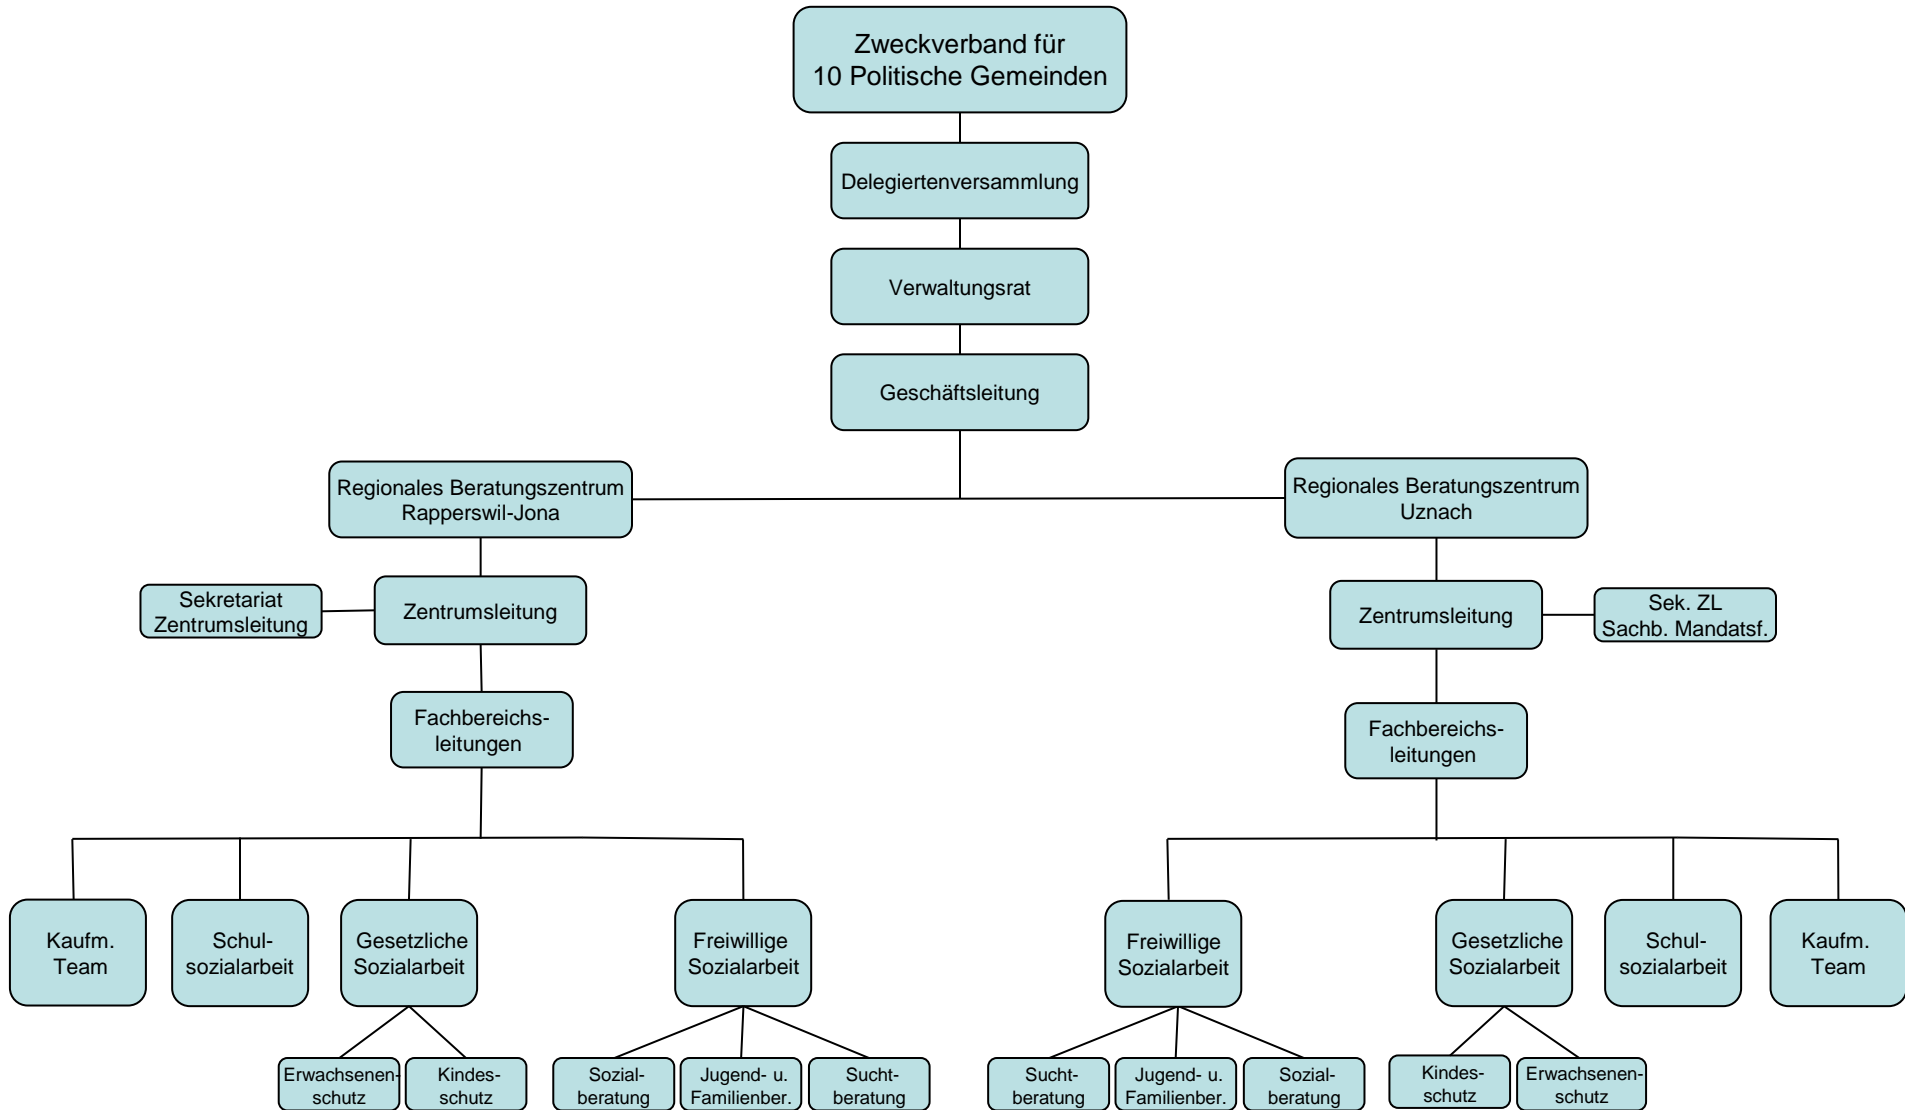 Zweckverband für
10 Politische Gemeinden
Delegiertenversammlung
Verwaltungsrat
Geschäftsleitung
Regionales Beratungszentrum
Rapperswil-Jona
Regionales Beratungszentrum
Uznach
Sekretariat
Zentrumsleitung
Zentrumsleitung
Zentrumsleitung
Sek. ZL
Sachb. Mandatsf.
Fachbereichs-
leitungen
Fachbereichs-
leitungen
Kaufm.
Team
Schul-
sozialarbeit
Gesetzliche
Sozialarbeit
Freiwillige
Sozialarbeit
Freiwillige
Sozialarbeit
Gesetzliche
Sozialarbeit
Schul-
sozialarbeit
Kaufm.
Team
Erwachsenen-
schutz
Kindes-
schutz
Sozial-
beratung
Jugend- u.
Familienber.
Sucht-
beratung
Sucht-
beratung
Jugend- u.
Familienber.
Sozial-
beratung
Kindes-
schutz
Erwachsenen-
schutz